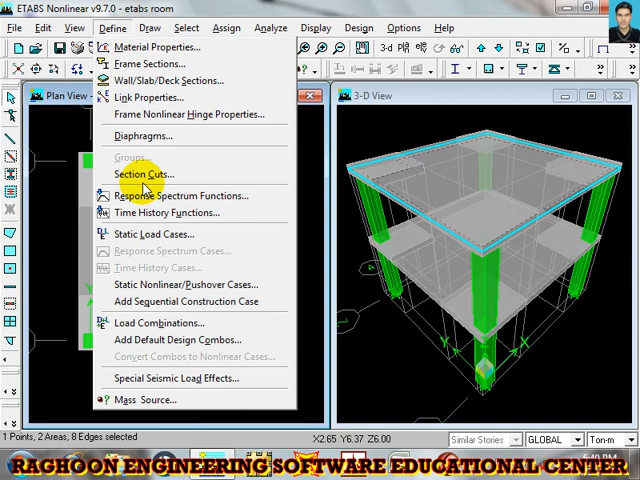 ETABS Nonlinear v9.7.0 - etabs room
File Edit View Define Draw Select Assign Analyze Display Design Options Help
Material Properties...
Frame Sections...
Wall/Slab/Deck Sections...
Link Properties...
Frame Nonlinear Hinge Properties...
Diaphragms...
Groups...
Section Cuts...
Response Spectrum Functions...
Time History Functions...
Static Load Cases...
Response Spectrum Cases...
Time History Cases...
Static Nonlinear/Pushover Cases...
Add Sequential Construction Case
Load Combinations...
Add Default Design Combos...
Convert Combos to Nonlinear Cases...
Special Seismic Load Effects...
Mass Source...
3-d
Plan View
3-D View
Y X
1 Points, 2 Areas, 8 Edges selected
X2.65 Y6.37 Z6.00
Similar Stories
GLOBAL
Ton-m
RAGHOON ENGINEERING SOFTWARE EDUCATIONAL CENTER